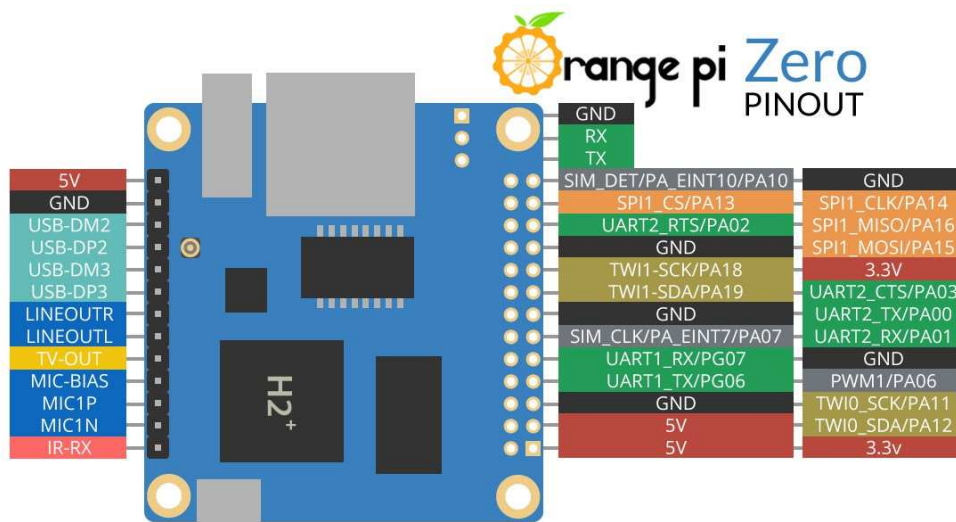 range pi Zero
PINOUT
GND
RX
TX
5V
GND
USB-DM2
USB-DP2
USB-DM3
USB-DP3
LINEOUTR
LINEOUTL
TV-OUT
MIC-BIAS
MIC1P
MIC1N
IR-RX
H2+
SIM_DET/PA_EINT10/PA10 GND
SPI1_CS/PA13 SPI1_CLK/PA14
UART2_RTS/PA02 SPI1_MISO/PA16
GND SPI1_MOSI/PA15
TWI1-SCK/PA18 3.3V
TWI1-SDA/PA19 UART2_CTS/PA03
GND UART2_TX/PA00
SIM_CLK/PA_EINT7/PA07 UART2_RX/PA01
UART1_RX/PG07 GND
UART1_TX/PG06 PWM1/PA06
GND TWI0_SCK/PA11
5V TWI0_SDA/PA12
5V 3.3v